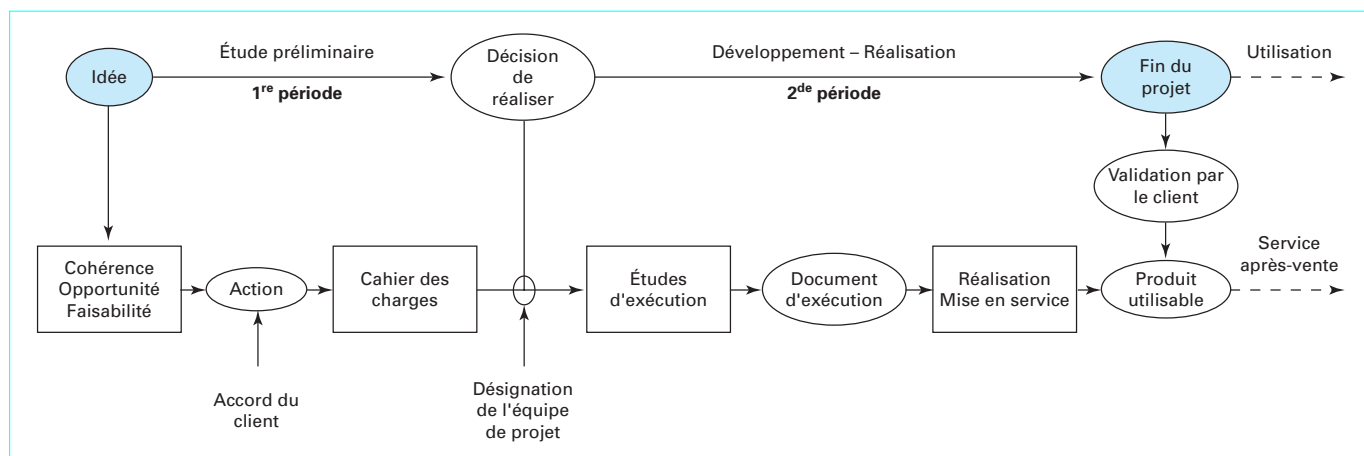 Idée
Étude préliminaire
1re période
Décision
de
réaliser
Développement – Réalisation
2de période
Fin du
projet
Utilisation
Validation par
le client
Cohérence
Opportunité
Faisabilité
Action
Cahier des
charges
Études
d'exécution
Document
d'exécution
Réalisation
Mise en service
Produit
utilisable
Service
après-vente
Accord du
client
Désignation
de l'équipe
de projet